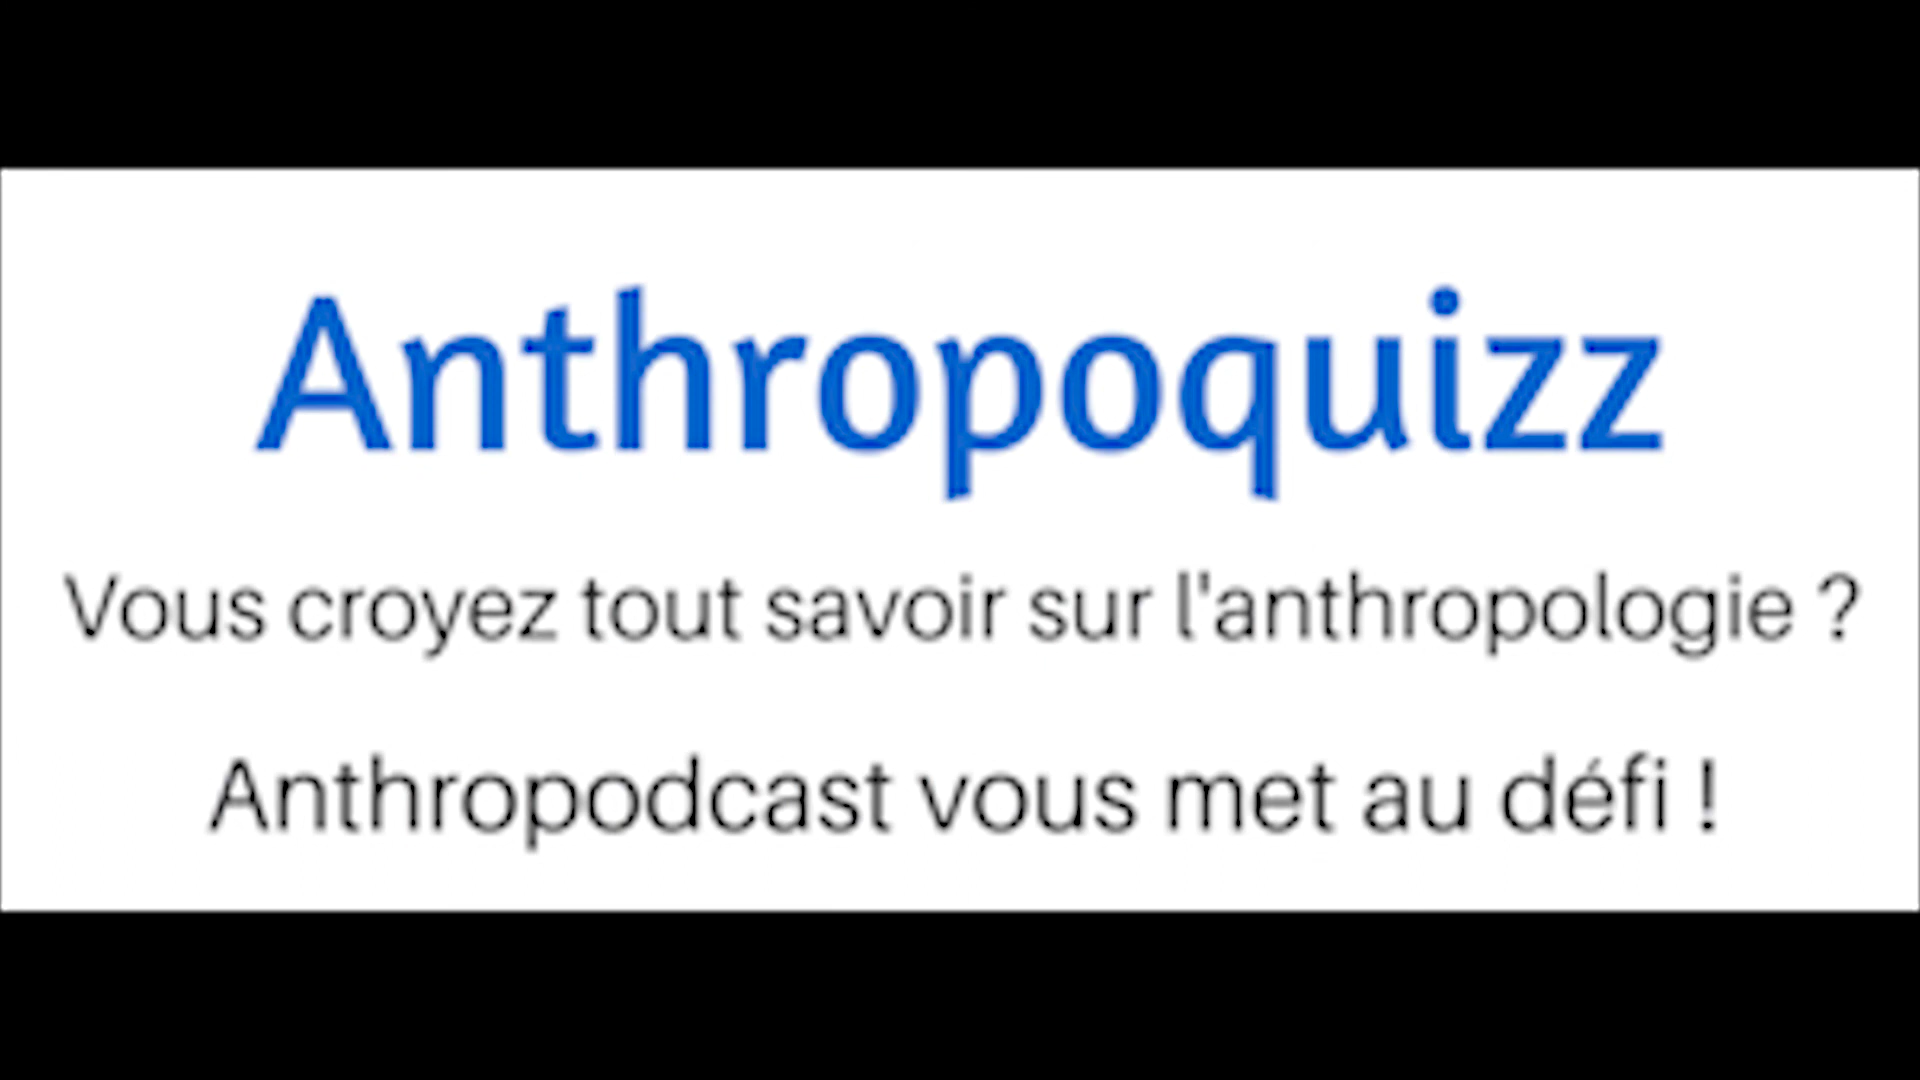 Anthropoquizz
Vous croyez tout savoir sur l'anthropologie ?
Anthropodcast vous met au défi !